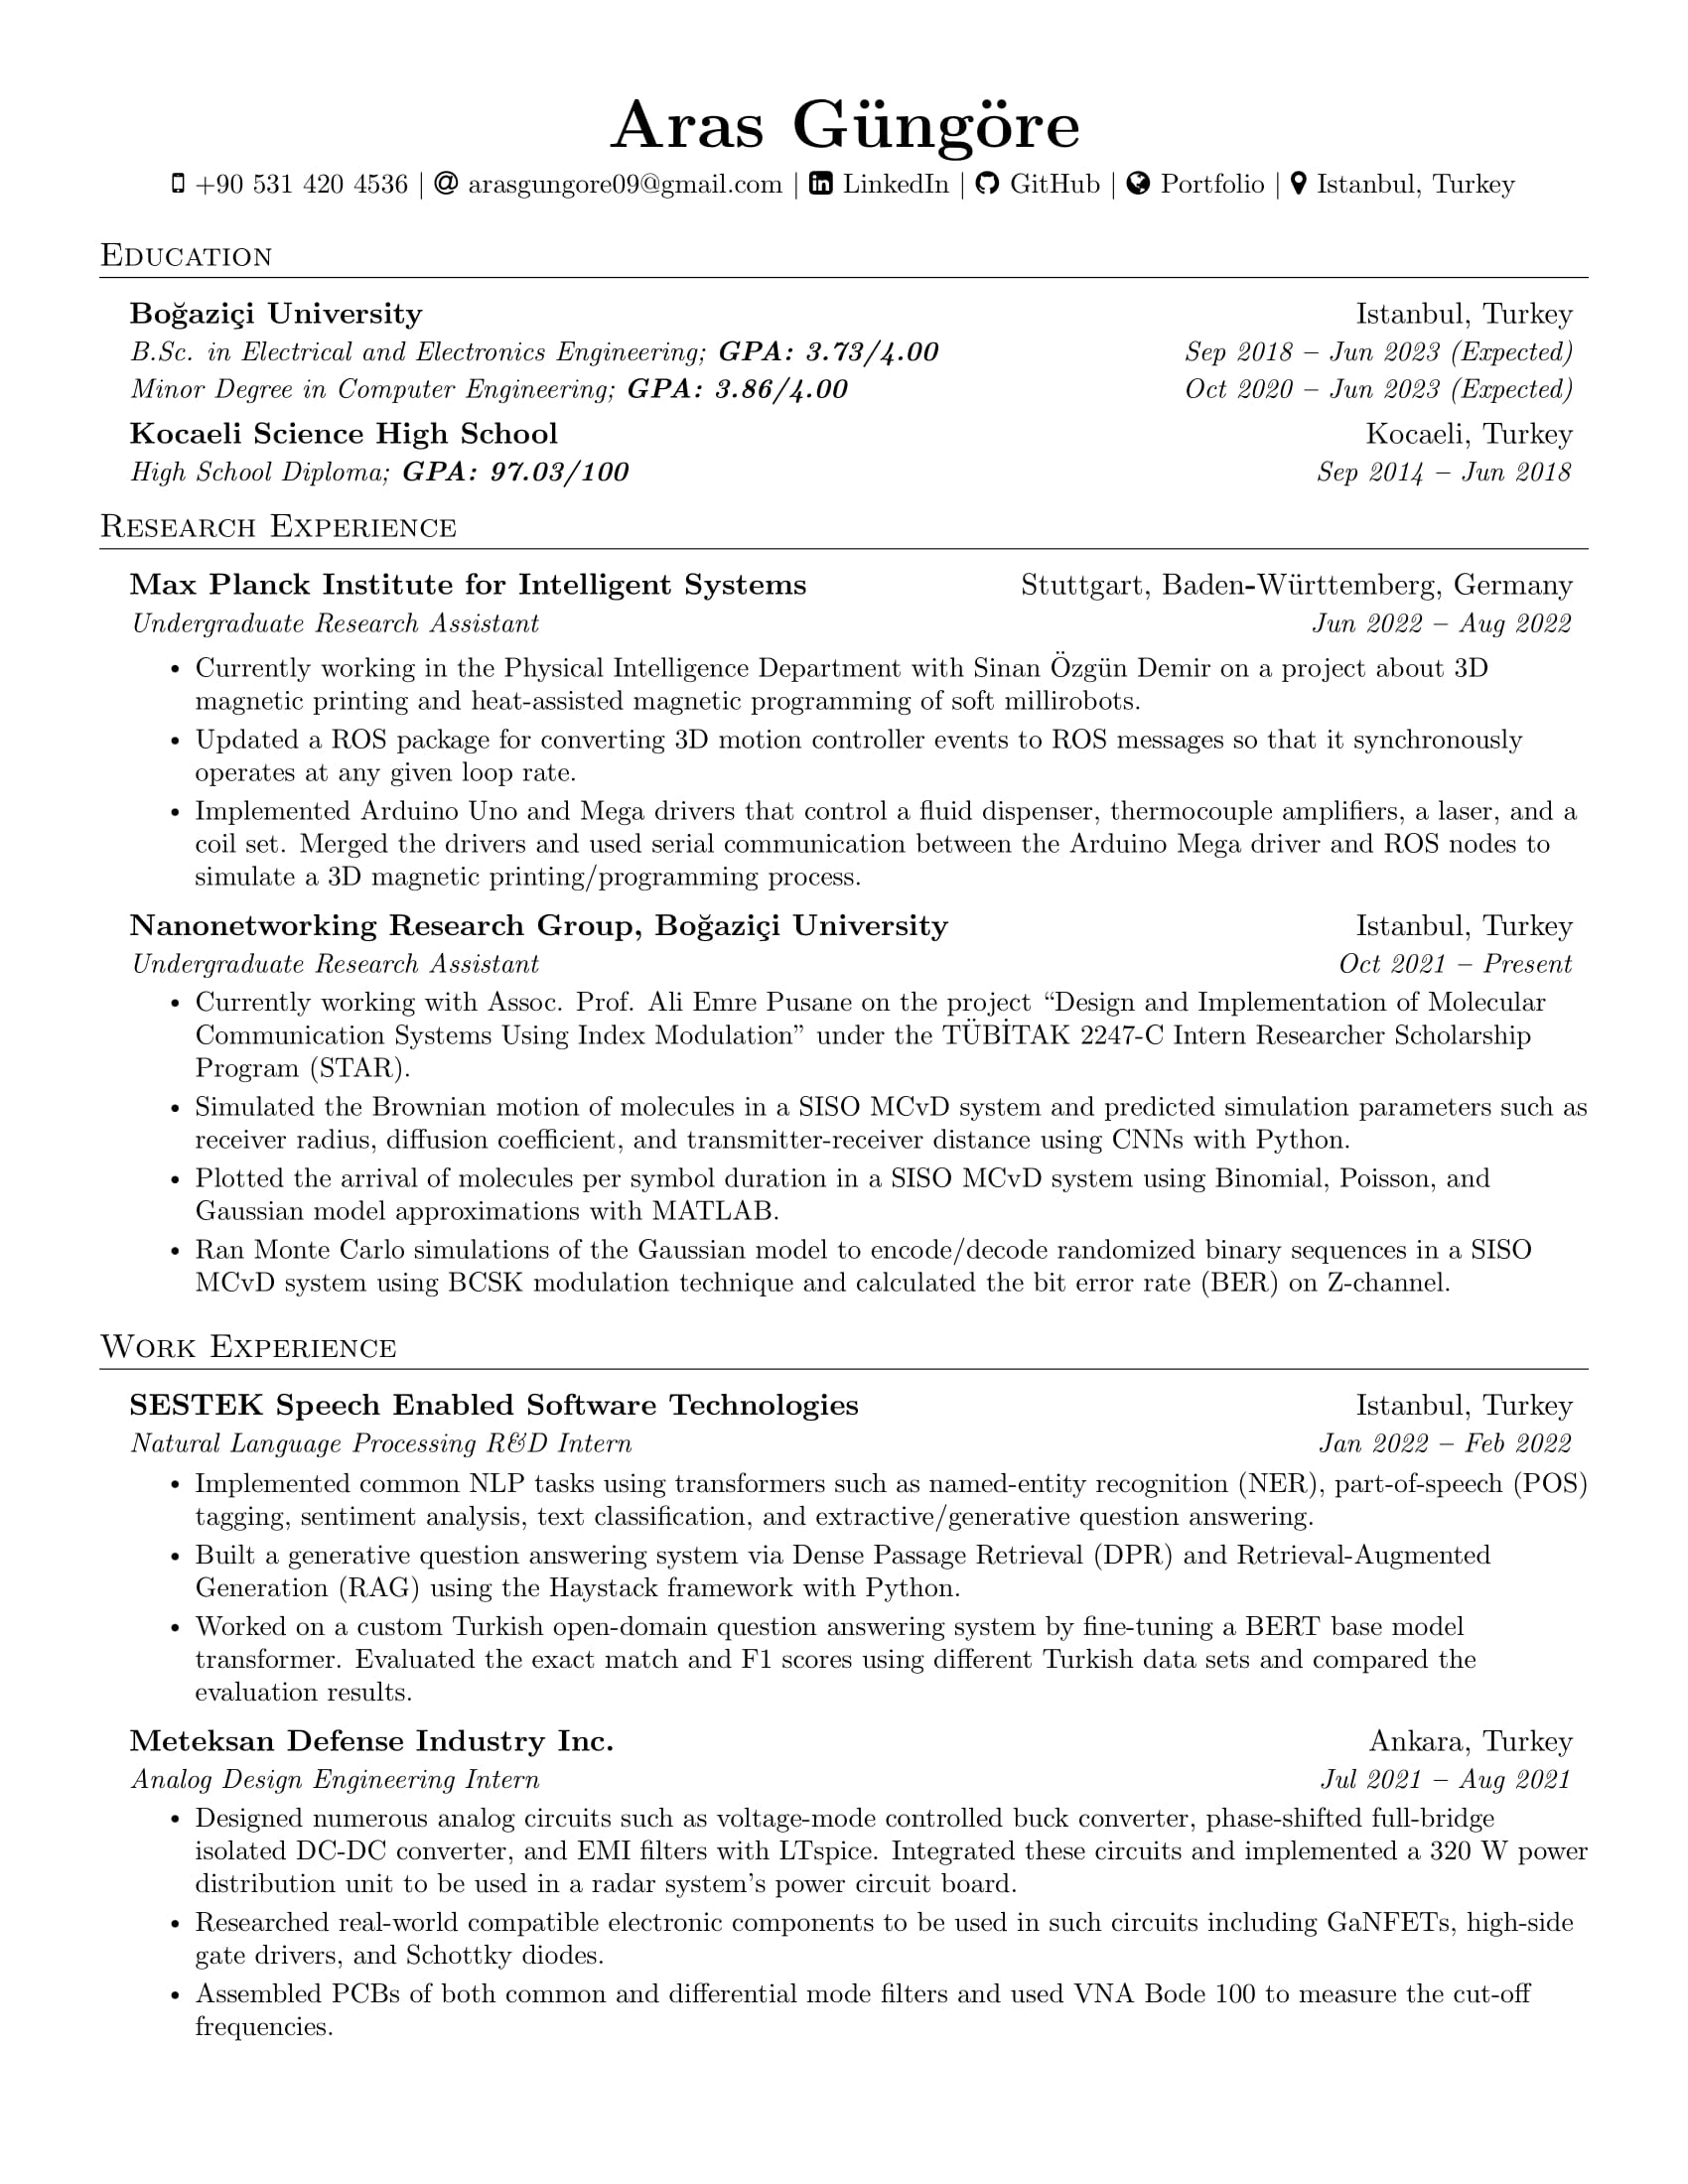 Aras Güngöre
+90 531 420 4536 | arasgungore09@gmail.com | LinkedIn | GitHub | Portfolio | Istanbul, Turkey
Education
Boğaziçi University Istanbul, Turkey
B.Sc. in Electrical and Electronics Engineering; GPA: 3.73/4.00 Sep 2018 – Jun 2023 (Expected)
Minor Degree in Computer Engineering; GPA: 3.86/4.00 Oct 2020 – Jun 2023 (Expected)
Kocaeli Science High School Kocaeli, Turkey
High School Diploma; GPA: 97.03/100 Sep 2014 – Jun 2018
Research Experience
Max Planck Institute for Intelligent Systems Stuttgart, Baden-Württemberg, Germany
Undergraduate Research Assistant Jun 2022 – Aug 2022
• Currently working in the Physical Intelligence Department with Sinan Özgün Demir on a project about 3D
magnetic printing and heat-assisted magnetic programming of soft millirobots.
• Updated a ROS package for converting 3D motion controller events to ROS messages so that it synchronously
operates at any given loop rate.
• Implemented Arduino Uno and Mega drivers that control a fluid dispenser, thermocouple amplifiers, a laser, and a
coil set. Merged the drivers and used serial communication between the Arduino Mega driver and ROS nodes to
simulate a 3D magnetic printing/programming process.
Nanonetworking Research Group, Boğaziçi University Istanbul, Turkey
Undergraduate Research Assistant Oct 2021 – Present
• Currently working with Assoc. Prof. Ali Emre Pusane on the project “Design and Implementation of Molecular
Communication Systems Using Index Modulation” under the TÜBİTAK 2247-C Intern Researcher Scholarship
Program (STAR).
• Simulated the Brownian motion of molecules in a SISO MCvD system and predicted simulation parameters such as
receiver radius, diffusion coefficient, and transmitter-receiver distance using CNNs with Python.
• Plotted the arrival of molecules per symbol duration in a SISO MCvD system using Binomial, Poisson, and
Gaussian model approximations with MATLAB.
• Ran Monte Carlo simulations of the Gaussian model to encode/decode randomized binary sequences in a SISO
MCvD system using BCSK modulation technique and calculated the bit error rate (BER) on Z-channel.
Work Experience
SESTEK Speech Enabled Software Technologies Istanbul, Turkey
Natural Language Processing R&D Intern Jan 2022 – Feb 2022
• Implemented common NLP tasks using transformers such as named-entity recognition (NER), part-of-speech (POS)
tagging, sentiment analysis, text classification, and extractive/generative question answering.
• Built a generative question answering system via Dense Passage Retrieval (DPR) and Retrieval-Augmented
Generation (RAG) using the Haystack framework with Python.
• Worked on a custom Turkish open-domain question answering system by fine-tuning a BERT base model
transformer. Evaluated the exact match and F1 scores using different Turkish data sets and compared the
evaluation results.
Meteksan Defense Industry Inc. Ankara, Turkey
Analog Design Engineering Intern Jul 2021 – Aug 2021
• Designed numerous analog circuits such as voltage-mode controlled buck converter, phase-shifted full-bridge
isolated DC-DC converter, and EMI filters with LTspice. Integrated these circuits and implemented a 320 W power
distribution unit to be used in a radar system’s power circuit board.
• Researched real-world compatible electronic components to be used in such circuits including GaNFETs, high-side
gate drivers, and Schottky diodes.
• Assembled PCBs of both common and differential mode filters and used VNA Bode 100 to measure the cut-off
frequencies.